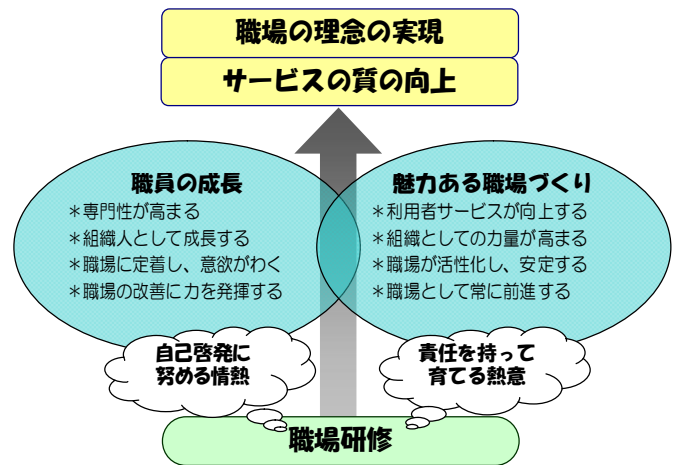 職場の理念の実現
サービスの質の向上
職員の成長
＊専門性が高まる
＊組織人として成長する
＊職場に定着し、意欲がわく
＊職場の改善に力を発揮する
魅力ある職場づくり
＊利用者サービスが向上する
＊組織としての力量が高まる
＊職場が活性化し、安定する
＊職場として常に前進する
自己啓発に
努める情熱
責任を持って
育てる熱意
職場研修